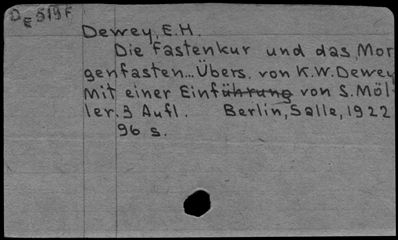 DE 519F
Dewey, E.H.
Die Fastenkur und das Mor
genfasten... Übers. von K.W. Dewey
Mit einer Einführung von S. Möl-
ler. 3 Aufl. Berlin, Salle, 1922
96 s.